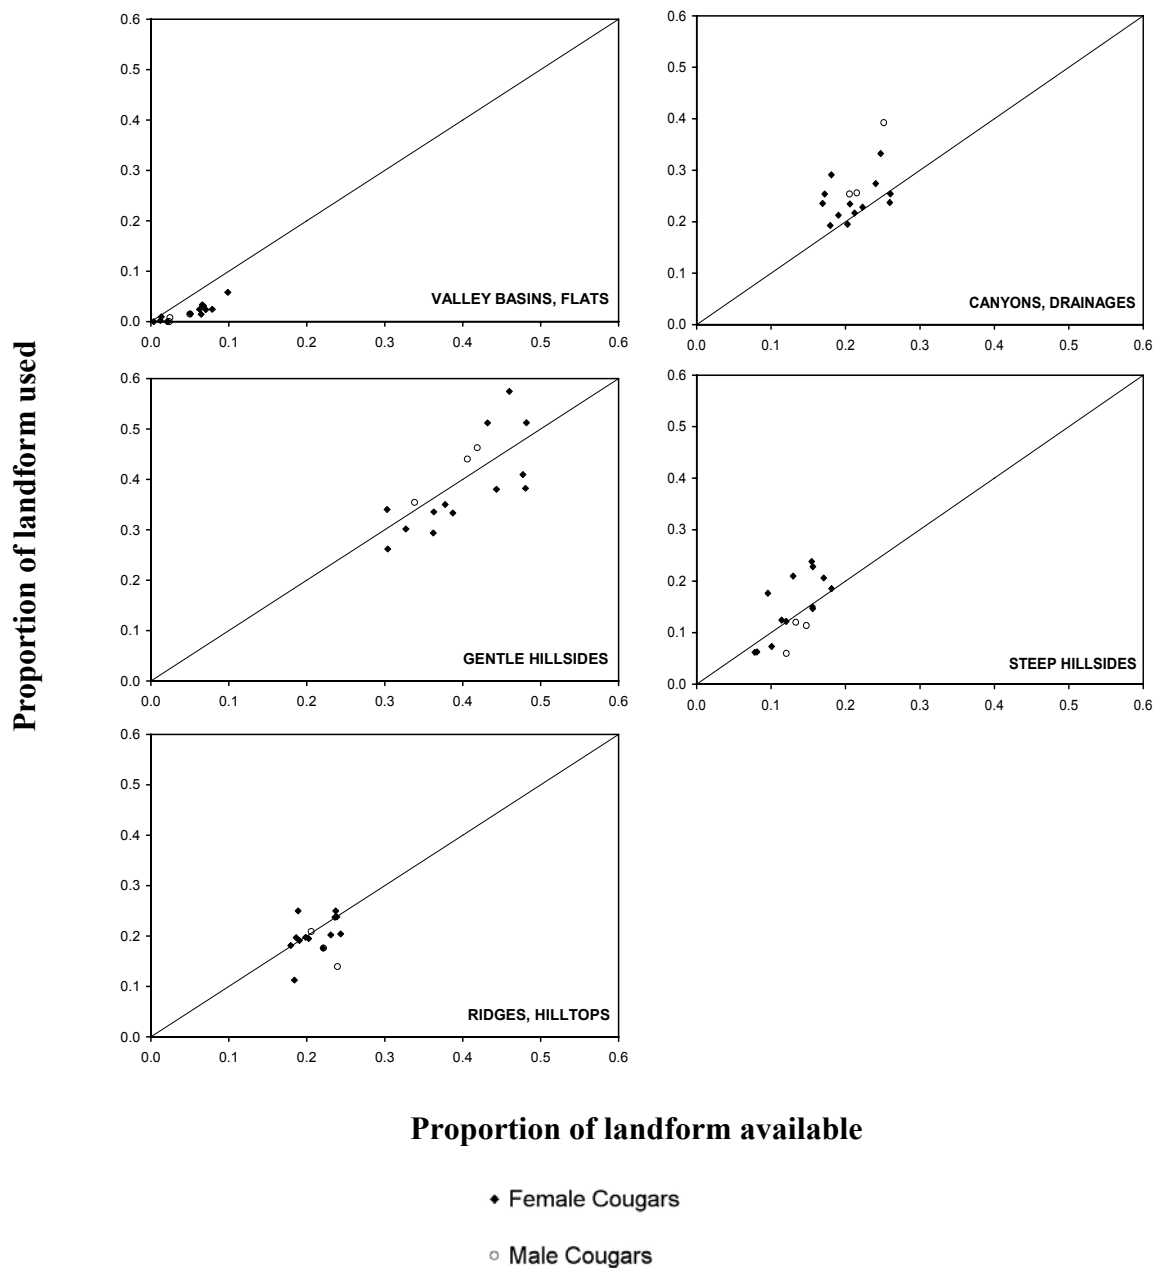 Proportion of landform used
0.6
0.5
0.4
0.3
0.2
0.1
0.0
VALLEY BASINS, FLATS
0.0 0.1 0.2 0.3 0.4 0.5 0.6
0.6
0.5
0.4
0.3
0.2
0.1
0.0
CANYONS, DRAINAGES
0.0 0.1 0.2 0.3 0.4 0.5 0.6
0.6
0.5
0.4
0.3
0.2
0.1
0.0
GENTLE HILLSIDES
0.0 0.1 0.2 0.3 0.4 0.5 0.6
0.6
0.5
0.4
0.3
0.2
0.1
0.0
STEEP HILLSIDES
0.0 0.1 0.2 0.3 0.4 0.5 0.6
0.6
0.5
0.4
0.3
0.2
0.1
0.0
RIDGES, HILLTOPS
0.0 0.1 0.2 0.3 0.4 0.5 0.6
Proportion of landform available
Female Cougars
Male Cougars